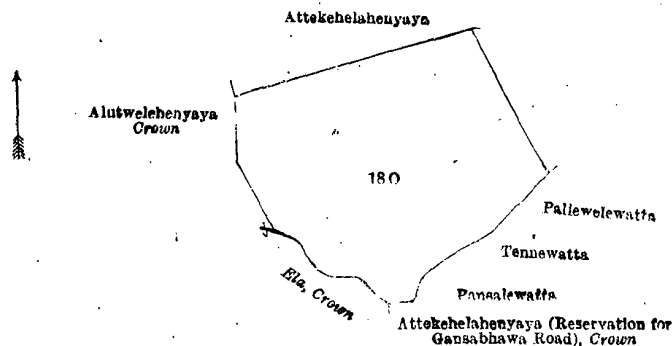 Attekehelahenyaya
Alutwelehenyaya
Crown
180
Pallewelewatta
Tennewatta
Ela, Crown
Pansalewatta
Attekehelahenyaya (Reservation for
Gansabhawa Road), Crown